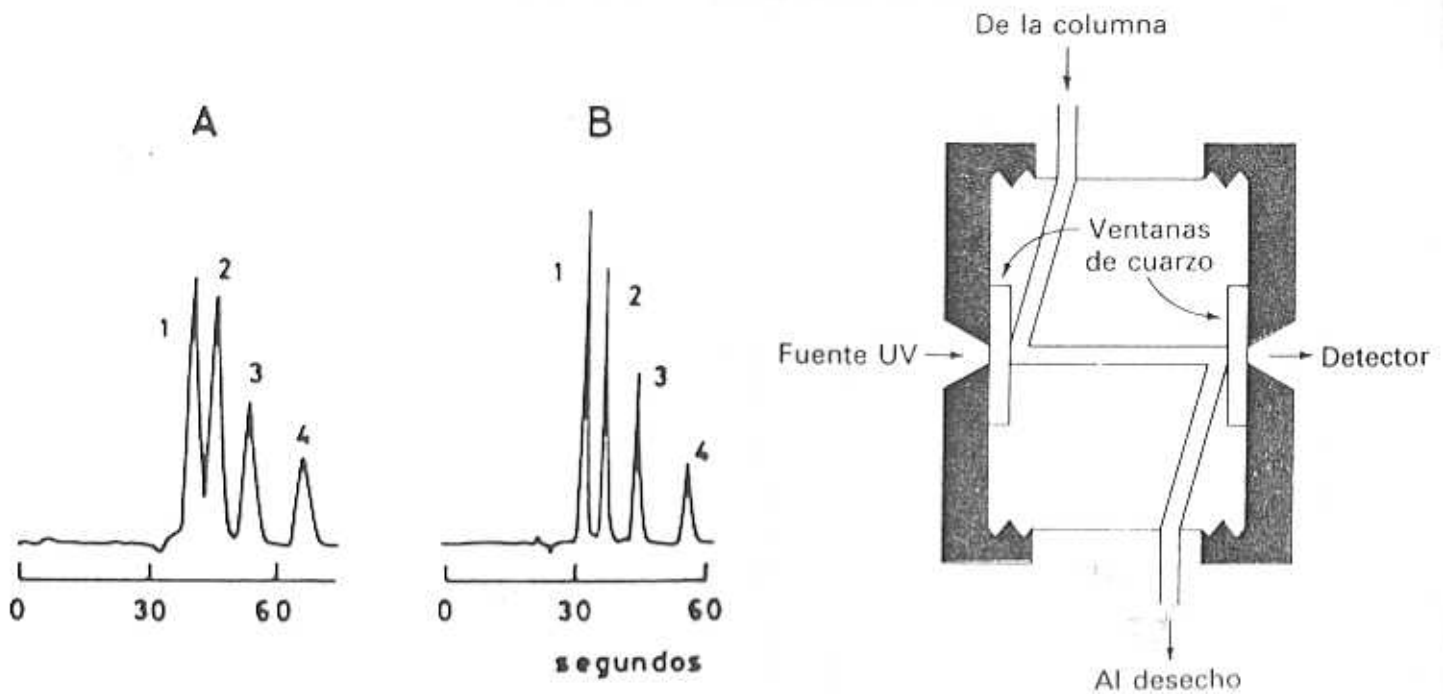 A
1
2
3
4
0
30
60
B
1
2
3
4
0
30
60
segundos
De la columna
Ventanas
de cuarzo
Fuente UV
Detector
Al desecho